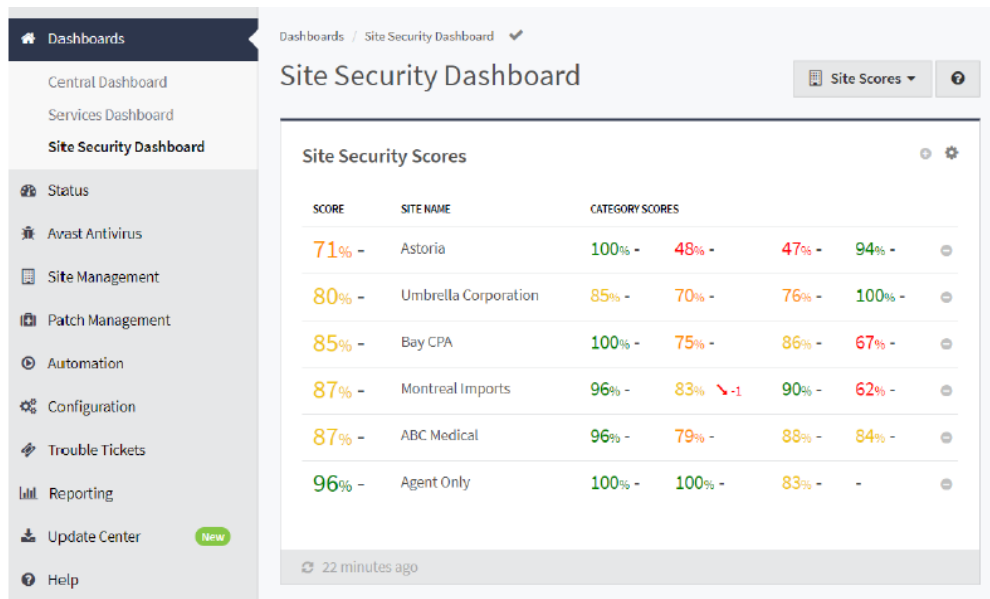 Dashboards
Central Dashboard
Services Dashboard
Site Security Dashboard
Status
Avast Antivirus
Site Management
Patch Management
Automation
Configuration
Trouble Tickets
Reporting
Update Center New
Help
Dashboards / Site Security Dashboard
Site Security Dashboard
Site Scores
Site Security Scores
SCORE SITE NAME CATEGORY SCORES
71% - Astoria 100% - 48% - 47% - 94% -
80% - Umbrella Corporation 85% - 70% - 76% - 100% -
85% - Bay CPA 100% - 75% - 86% - 67% -
87% - Montreal Imports 96% - 83% -1 90% - 62% -
87% - ABC Medical 96% - 79% - 88% - 84% -
96% - Agent Only 100% - 100% - 83% - -
22 minutes ago